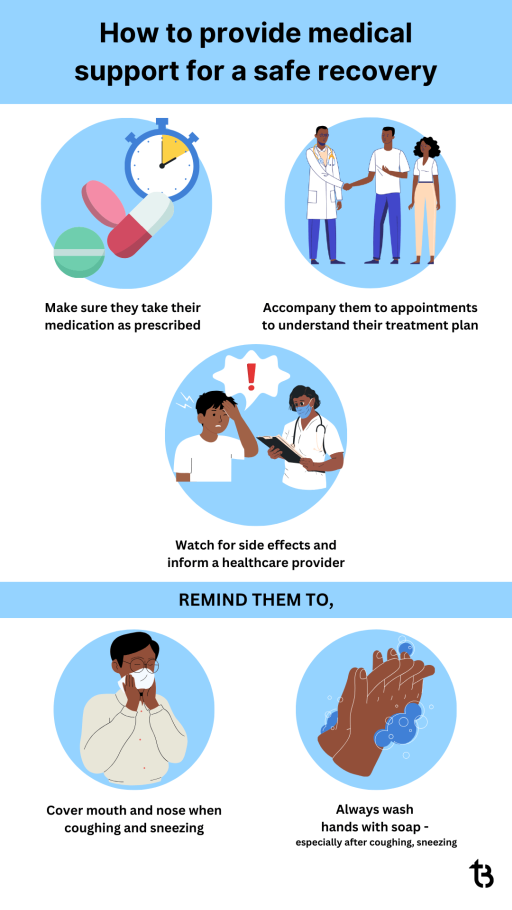 How to provide medical
support for a safe recovery
Make sure they take their
medication as prescribed
Accompany them to appointments
to understand their treatment plan
!
Watch for side effects and
inform a healthcare provider
REMIND THEM TO,
Cover mouth and nose when
coughing and sneezing
Always wash
hands with soap -
especially after coughing, sneezing
tB